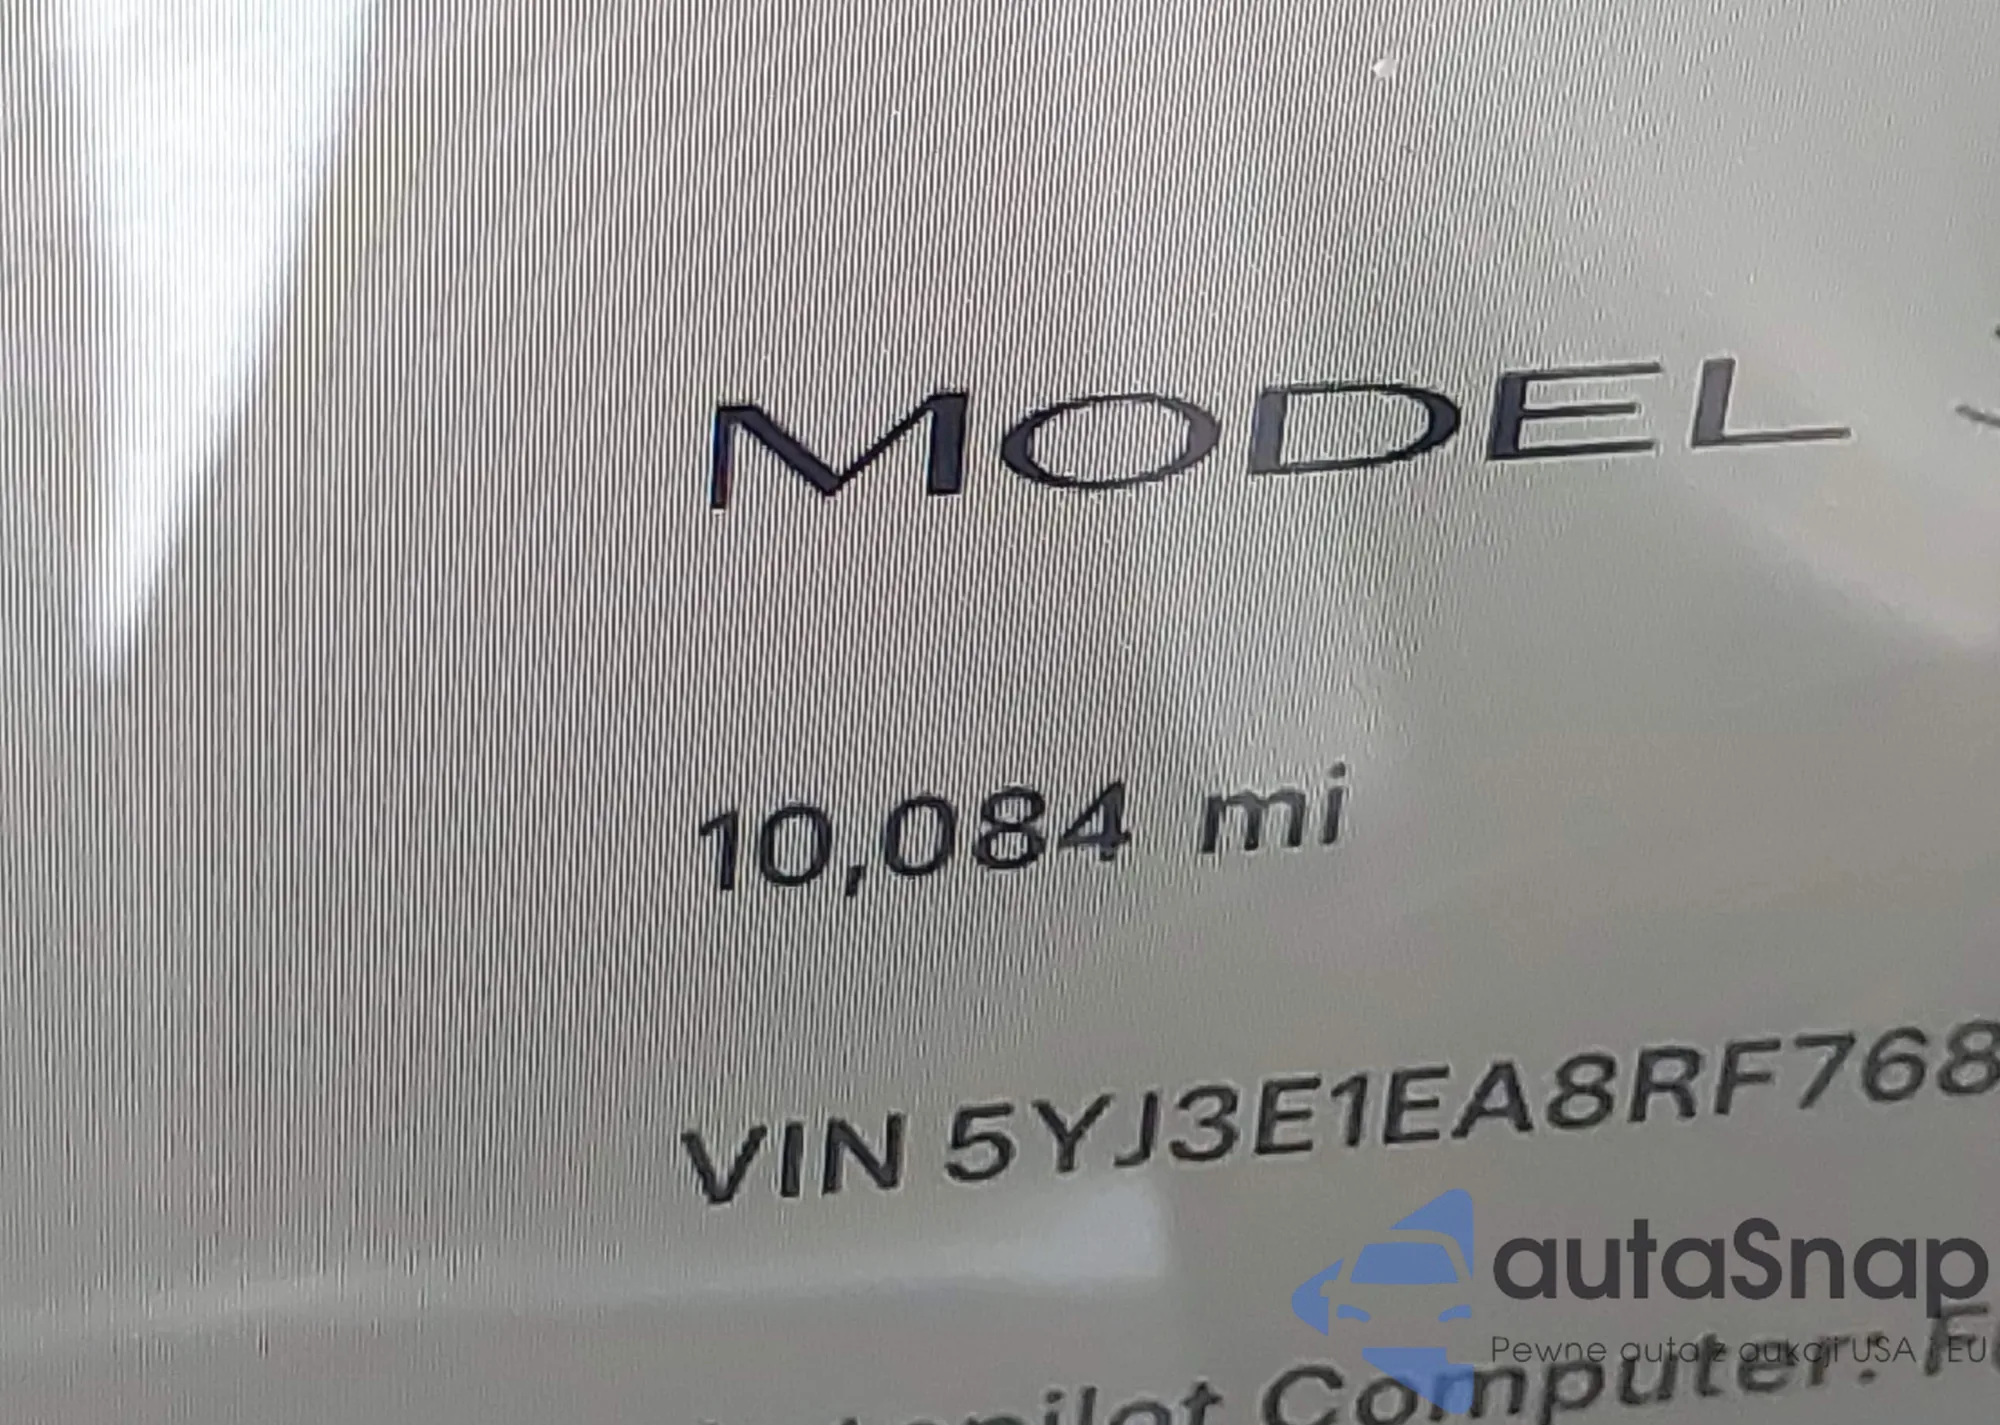 MODEL
10,084 mi
VIN 5YJ3E1EA8RF768
autaSnap
Pewne auta z aukcji USA i EU
Computer: